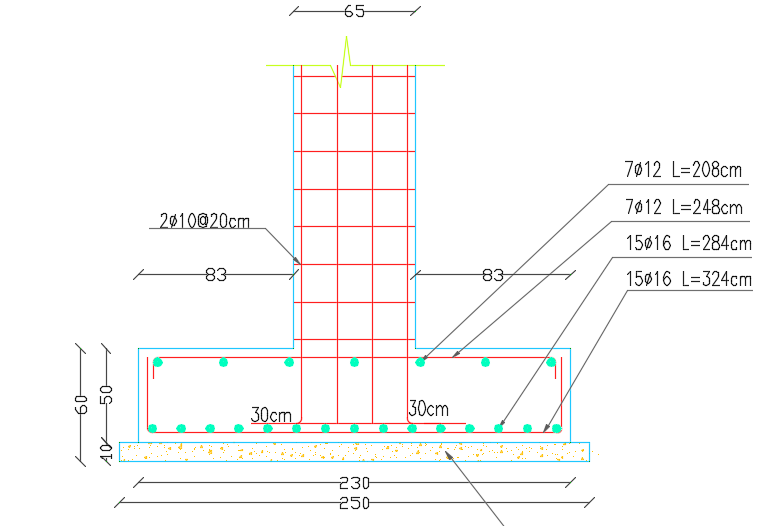 65
7ø12 L=208cm
7ø12 L=248cm
2ø10@20cm
15ø16 L=284cm
83
83
15ø16 L=324cm
60
50
30cm
30cm
10
230
250